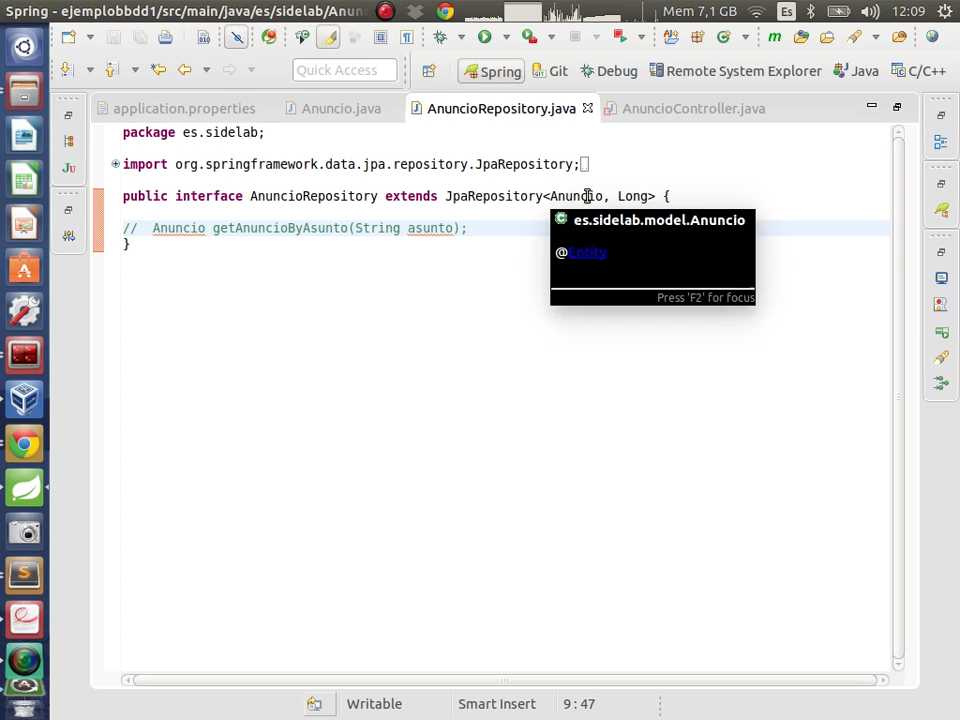 Spring - ejemplobbdd1/src/main/java/es/sidelab/Anun
Mem 7,1 GB
Es
12:09
Quick Access
Spring
Git
Debug
Remote System Explorer
Java
C/C++
application.properties
Anuncio.java
AnuncioRepository.java
AnuncioController.java
package es.sidelab;
import org.springframework.data.jpa.repository.JpaRepository;
public interface AnuncioRepository extends JpaRepository<Anuncio, Long> {
// Anuncio getAnuncioByAsunto(String asunto);
}
es.sidelab.model.Anuncio
@Entity
Press 'F2' for focus
Writable
Smart Insert
9 : 47